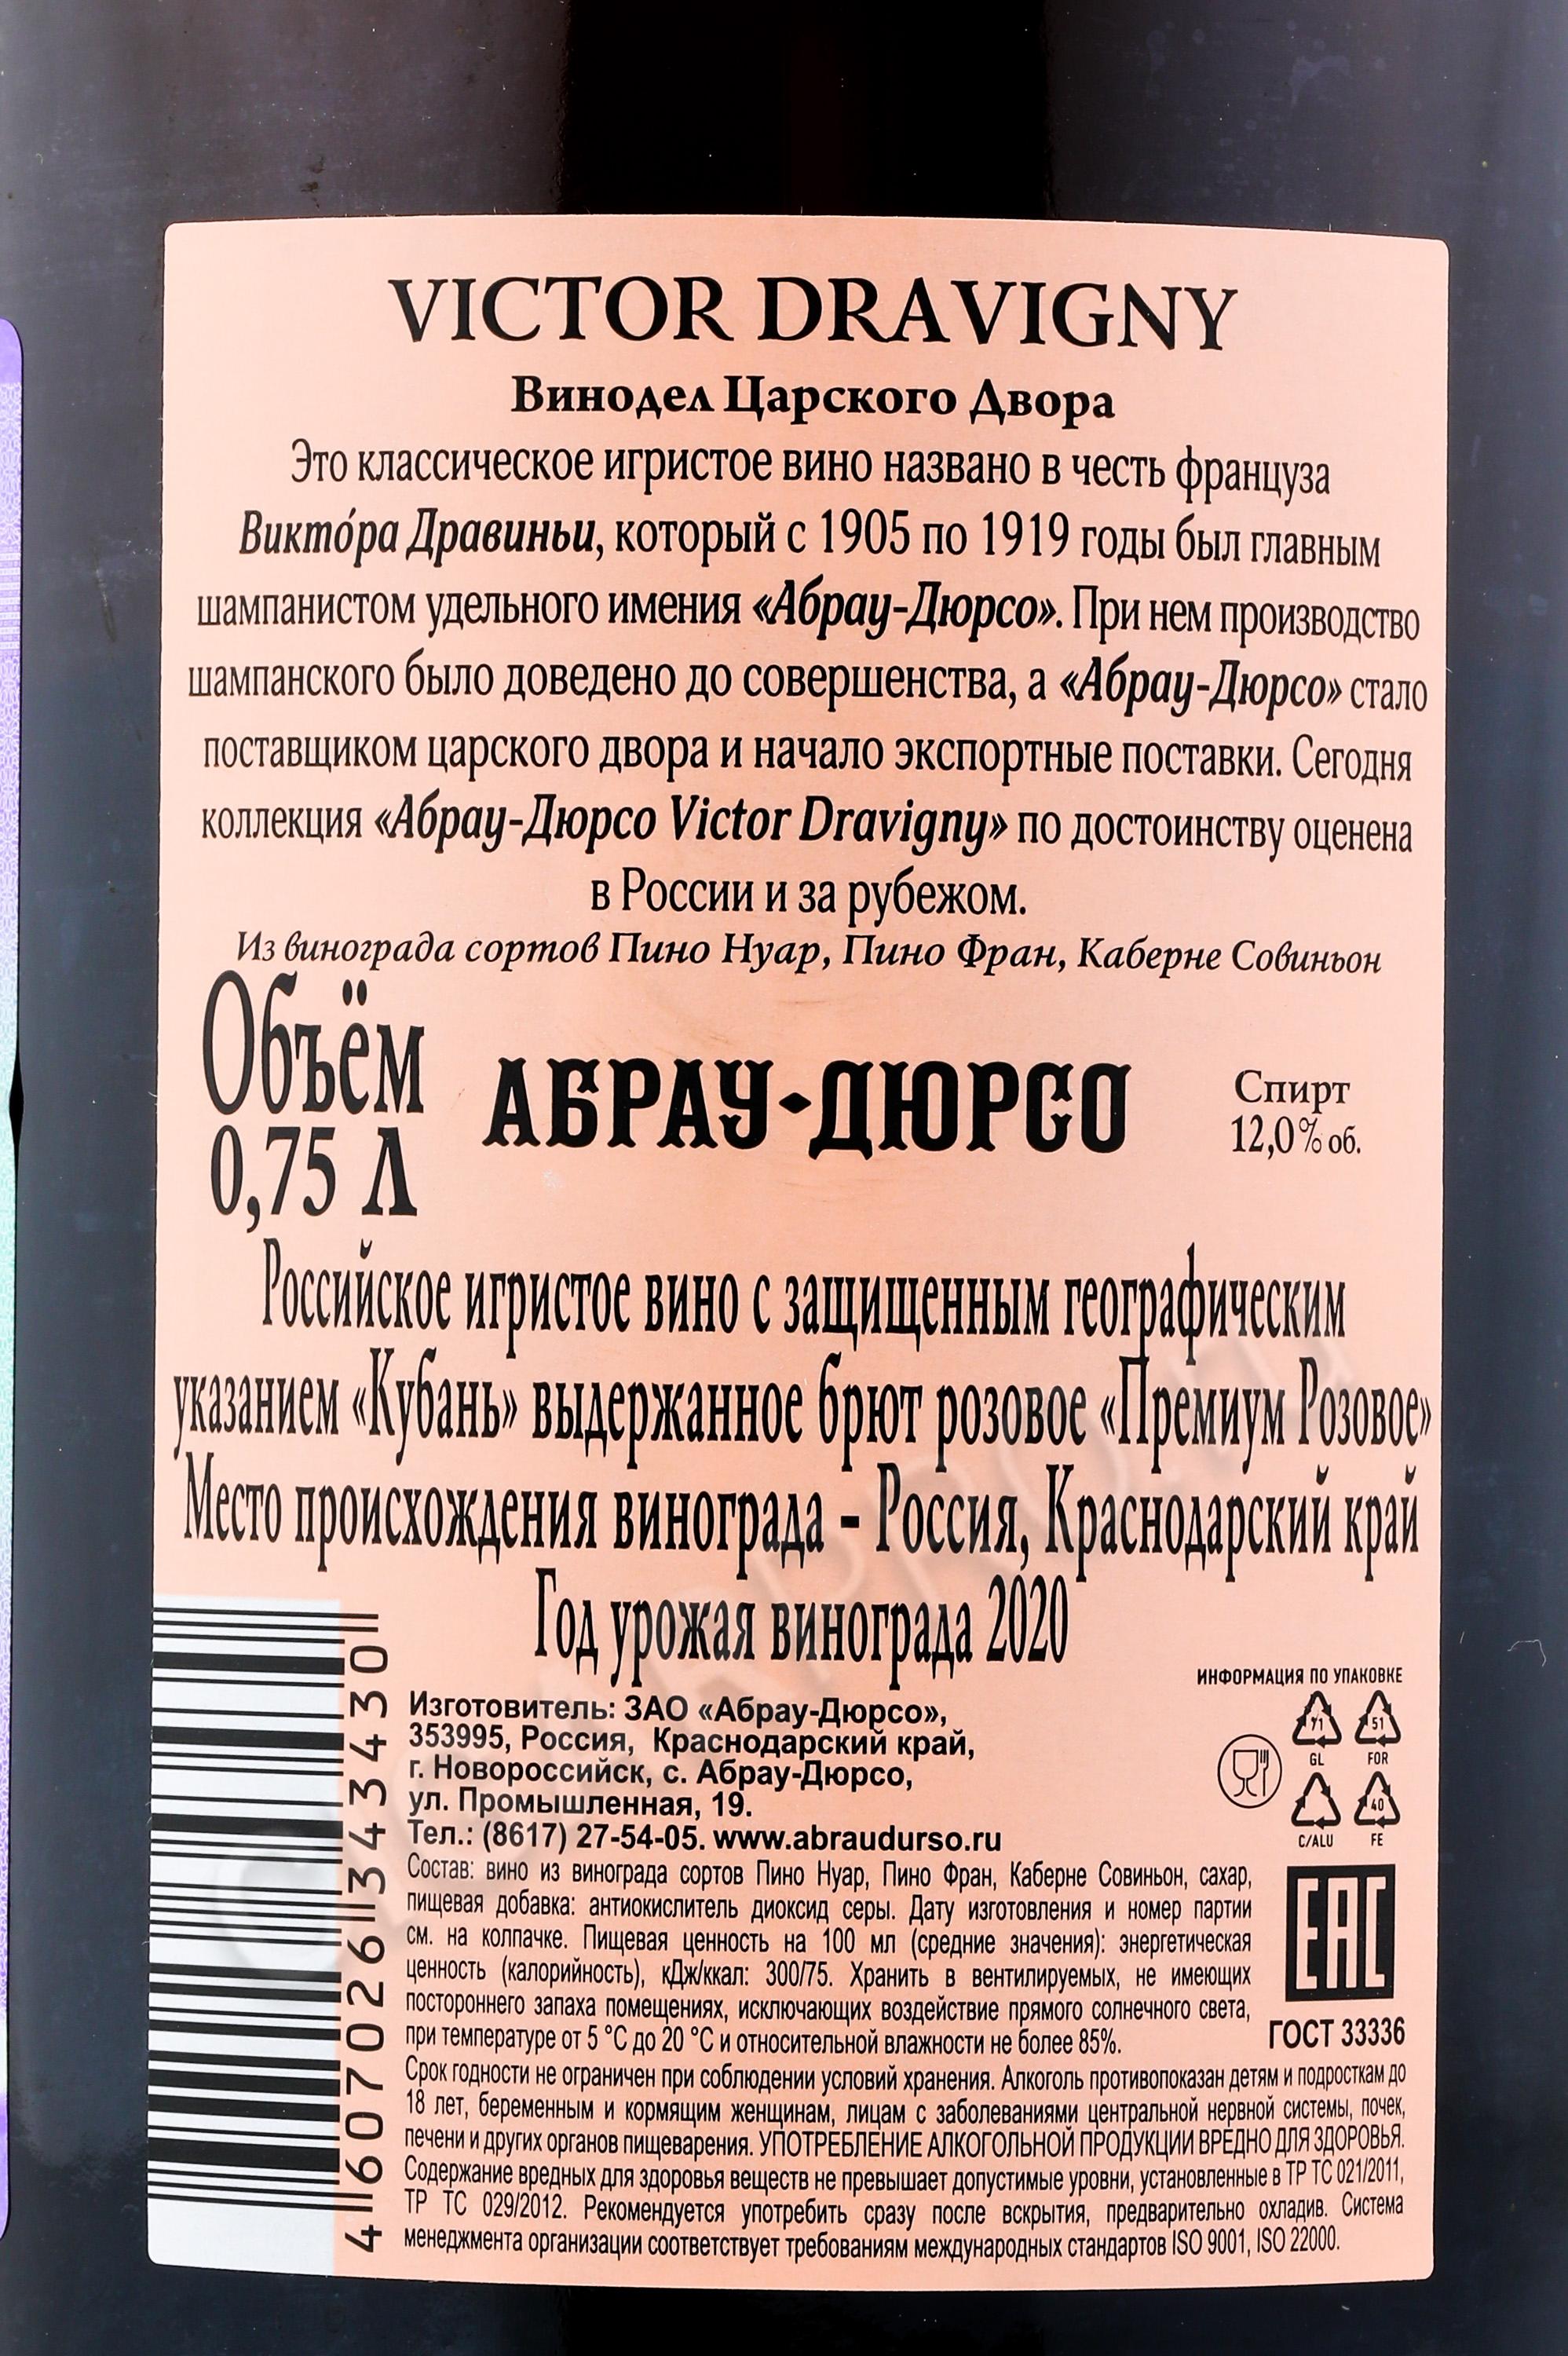 VICTOR DRAVIGNY
Винодел Царского Двора
Это классическое игристое вино названо в честь француза
Викто́ра Дравиньи, который с 1905 по 1919 годы был главным
шампанистом удельного имения «Абрау-Дюрсо». При нем производство
шампанского было доведено до совершенства, а «Абрау-Дюрсо» стало
поставщиком царского двора и начало экспортные поставки. Сегодня
коллекция «Абрау-Дюрсо Victor Dravigny» по достоинству оценена
в России и за рубежом.
Из винограда сортов Пино Нуар, Пино Фран, Каберне Совиньон
Объём
0,75 Л
АБРАУ-ДЮРСО
Спирт
12,0% об.
Российское игристое вино с защищенным географическим
указанием «Кубань» выдержанное брют розовое «Премиум Розовое»
Место происхождения винограда – Россия, Краснодарский край
Год урожая винограда 2020
4607026343430
Изготовитель: ЗАО «Абрау-Дюрсо»,
353995, Россия, Краснодарский край,
г. Новороссийск, с. Абрау-Дюрсо,
ул. Промышленная, 19.
Тел.: (8617) 27-54-05. www.abraudurso.ru
ИНФОРМАЦИЯ ПО УПАКОВКЕ
71 51
GL FOR
40
C/ALU FE
Состав: вино из винограда сортов Пино Нуар, Пино Фран, Каберне Совиньон, сахар,
пищевая добавка: антиокислитель диоксид серы. Дату изготовления и номер партии
см. на колпачке. Пищевая ценность на 100 мл (средние значения): энергетическая
ценность (калорийность), кДж/ккал: 300/75. Хранить в вентилируемых, не имеющих
постороннего запаха помещениях, исключающих воздействие прямого солнечного света,
при температуре от 5 °C до 20 °C и относительной влажности не более 85%.
EAC
ГОСТ 33336
Срок годности не ограничен при соблюдении условий хранения. Алкоголь противопоказан детям и подросткам до
18 лет, беременным и кормящим женщинам, лицам с заболеваниями центральной нервной системы, почек,
печени и других органов пищеварения. УПОТРЕБЛЕНИЕ АЛКОГОЛЬНОЙ ПРОДУКЦИИ ВРЕДНО ДЛЯ ЗДОРОВЬЯ.
Содержание вредных для здоровья веществ не превышает допустимые уровни, установленные в ТР ТС 021/2011,
ТР ТС 029/2012. Рекомендуется употребить сразу после вскрытия, предварительно охладив. Система
менеджмента организации соответствует требованиям международных стандартов ISO 9001, ISO 22000.